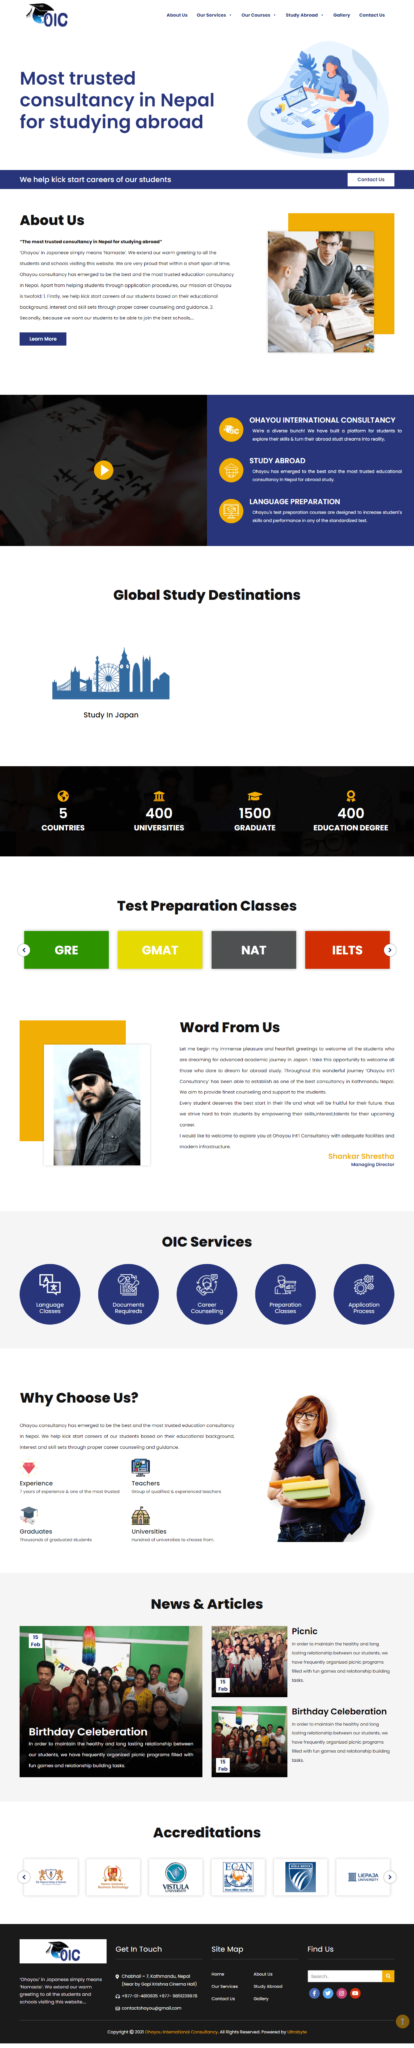 OIC
About Us Our Services Our Courses Study Abroad Gallery Contact Us
Most trusted
consultancy in Nepal
for studying abroad
We help kick start careers of our students
Contact Us
About Us
"The most trusted consultancy in Nepal for studying abroad"
'Ohayou' in Japanese simply means 'Namaste'. We extend our warm greeting to all the
students and schools visiting this website. We are very proud that within a short span of time,
Ohayou consultancy has emerged to be the best and the most trusted education consultancy
in Nepal. Apart from helping students through application procedures, our mission at Ohayou
is twofold: 1. Firstly, we help kick start careers of our students based on their educational
background, interest and skill sets through proper career counseling and guidance. 2.
Secondly, because we want our students to be able to join the best schools...
Learn More
OHAYOU INTERNATIONAL CONSULTANCY
We're a diverse bunch! We have built a platform for students to
explore their skills & turn their abroad studt dreams into reality.
STUDY ABROAD
Ohayou has emerged to the best and the most trusted educational
consultancy in Nepal for abroad study.
LANGUAGE PREPARATION
Ohayou's test preparation courses are designed to increase student's
skills and performance in any of the standardized test.
Global Study Destinations
Study In Japan
5 400 1500 400
COUNTRIES UNIVERSITIES GRADUATE EDUCATION DEGREE
Test Preparation Classes
GRE GMAT NAT IELTS
Word From Us
Let me begin my immense pleasure and heartfelt greetings to welcome all the students who
are streaming for advanced academic journey in Japan. I take this opportunity to welcome all
those who dare to dream for abroad study. Throughout this wonderful journey 'Ohayou Int'l
Consultancy' has been able to establish as one of the best consultancy in Kathmandu Nepal.
We aim to provide finest counseling and support to the students.
Every student deserves the best start in their life and what will be fruitful for their future, thus
we strive hard to train students by empowering their skills,interest,talents for their upcoming
career.
I would like to welcome to explore you at Ohayou Int'l Consultancy with adequate facilities and
modern infrastructure.
Shankar Shrestha
Managing Director
OIC Services
Language
Classes
Documents
Requireds
Career
Counselling
Preparation
Classes
Application
Process
Why Choose Us?
Ohayou consultancy has emerged to be the best and the most trusted education consultancy
in Nepal. We help kick start careers of our students based on their educational background,
interest and skill sets through proper career counseling and guidance.
Experience
7 years of experience & one of the most trusted
Teachers
Group of qualified & experienced teachers
Graduates
Thousands of graduated students
Universities
Hundred of universities to choose from
News & Articles
15
Feb
Birthday Celeberation
In order to maintain the healthy and long lasting relationship between
our students, we have frequently organized picnic programs filled with
fun games and relationship building tasks.
15
Feb
Picnic
In order to maintain the healthy and long
lasting relationship between our students, we
have frequently organized picnic programs
filled with fun games and relationship building
tasks.
15
Feb
Birthday Celeberation
In order to maintain the healthy and long
lasting relationship between our students, we
have frequently organized picnic programs
filled with fun games and relationship building
tasks.
Accreditations
VISTULA
UNIVERSITY
ECAN
LIEPAJA
UNIVERSITY
OIC
'Ohayou' in Japanese simply means
'Namaste'. We extend our warm
greeting to all the students and
schools visiting this website...
Get In Touch
Chabhail – 7, Kathmandu, Nepal
(Near by Gopi Krishna Cinema Hall)
contactohayou@gmail.com
Site Map
Home About Us
Our Services Study Abroad
Contact Us Gallery
Find Us
Search...
Copyright © 2021 Ohayou International Consultancy. All Rights Reserved. Powered by Ultrabyte